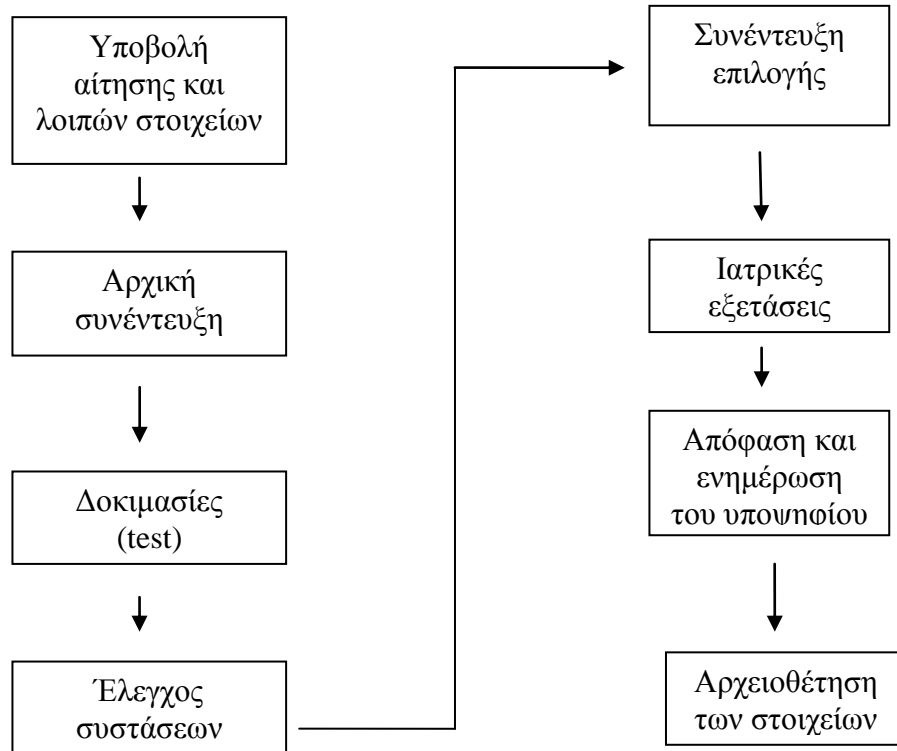 Υποβολή
αίτησης και
λοιπών στοιχείων
Αρχική
συνέντευξη
Δοκιμασίες
(test)
Έλεγχος
συστάσεων
Συνέντευξη
επιλογής
Ιατρικές
εξετάσεις
Απόφαση και
ενημέρωση
του υποψηφίου
Αρχειοθέτηση
των στοιχείων